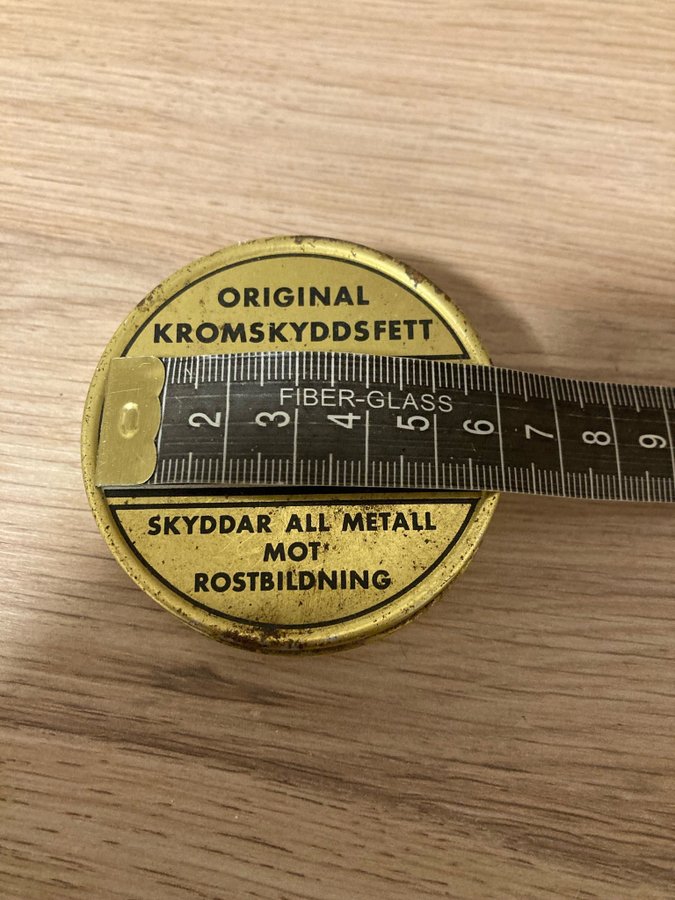 ORIGINAL
KROMSKYDDSFETT
FIBER-GLASS
2 3 4 5 6 7 8 9
SKYDDAR ALL METALL
MOT
ROSTBILDNING